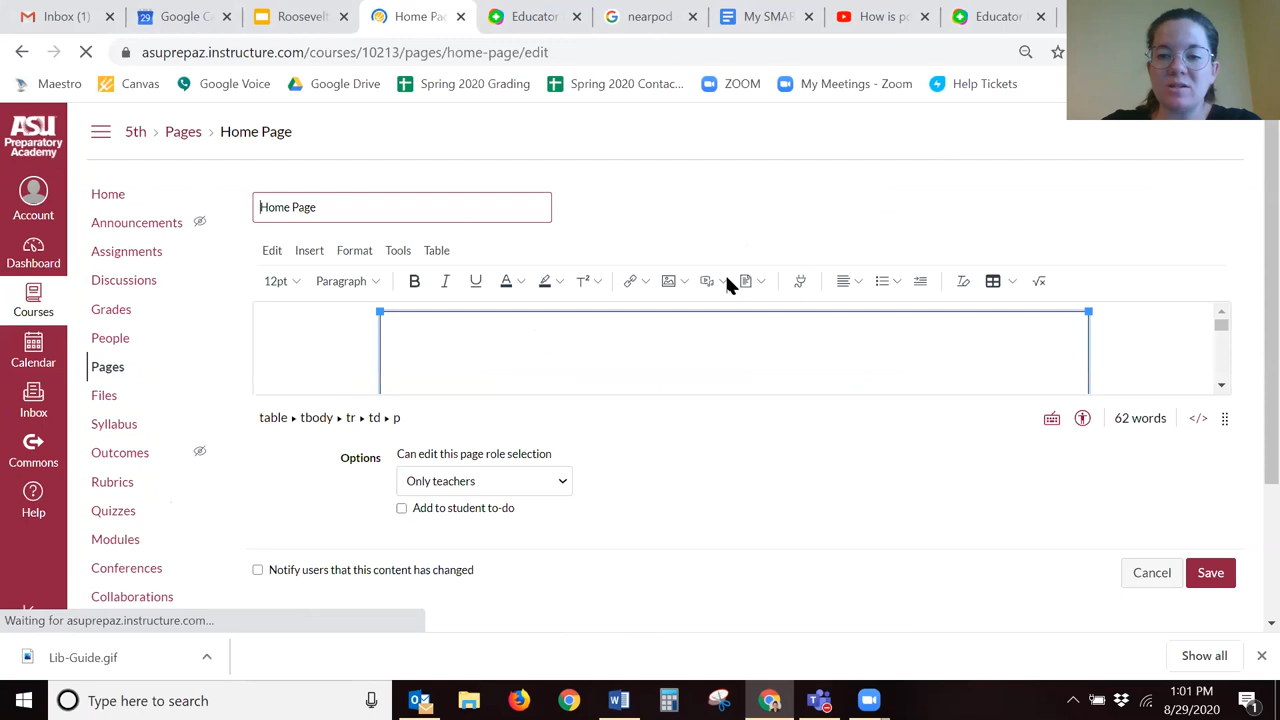 Inbox (1)
Google C
Roosevel
Home Pag
Educator
nearpod
My SMAR
How is p
Educator
asuprepaz.instructure.com/courses/10213/pages/home-page/edit
Maestro
Canvas
Google Voice
Google Drive
Spring 2020 Grading
Spring 2020 Contac...
ZOOM
My Meetings - Zoom
Help Tickets
ASU
Preparatory
Academy
5th > Pages > Home Page
Account
Dashboard
Courses
Calendar
Inbox
Commons
Help
Home
Announcements
Assignments
Discussions
Grades
People
Pages
Files
Syllabus
Outcomes
Rubrics
Quizzes
Modules
Conferences
Collaborations
Home Page
Edit Insert Format Tools Table
12pt Paragraph B I U A T² √x
table ▸ tbody ▸ tr ▸ td ▸ p
62 words </>
Options
Can edit this page role selection
Only teachers
Add to student to-do
Notify users that this content has changed
Cancel Save
Waiting for asuprepaz.instructure.com...
Lib-Guide.gif
Show all
Type here to search
1:01 PM
8/29/2020